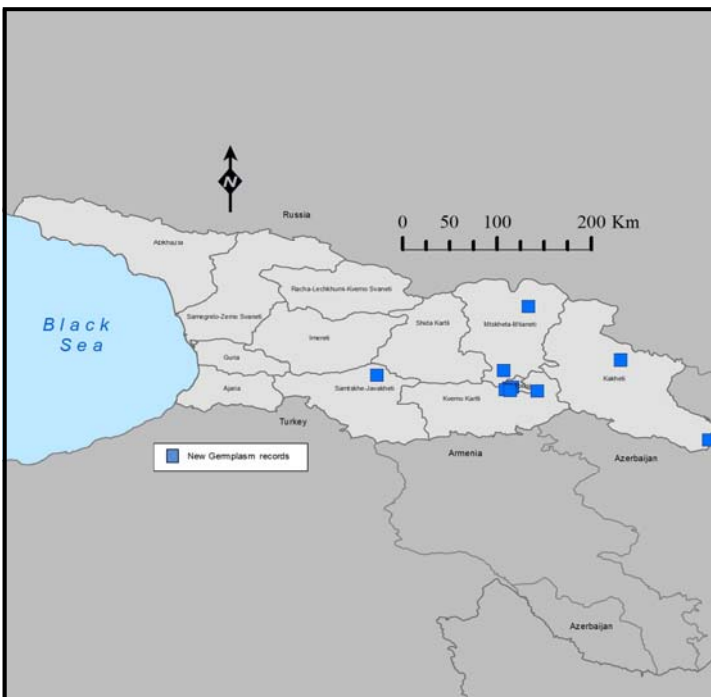 N
Russia
0 50 100 200 Km
Abkhazia
Racha-Lechkhumi-Kvemo Svaneti
Samegrelo-Zemo Svaneti
Shida Kartli
Mtskheta-Mtianeti
Black
Sea
Imereti
Guria
Kakheti
Ajaria
Samtskhe-Javakheti
Kvemo Kartli
Turkey
New Germplasm records
Armenia
Azerbaijan
Azerbaijan